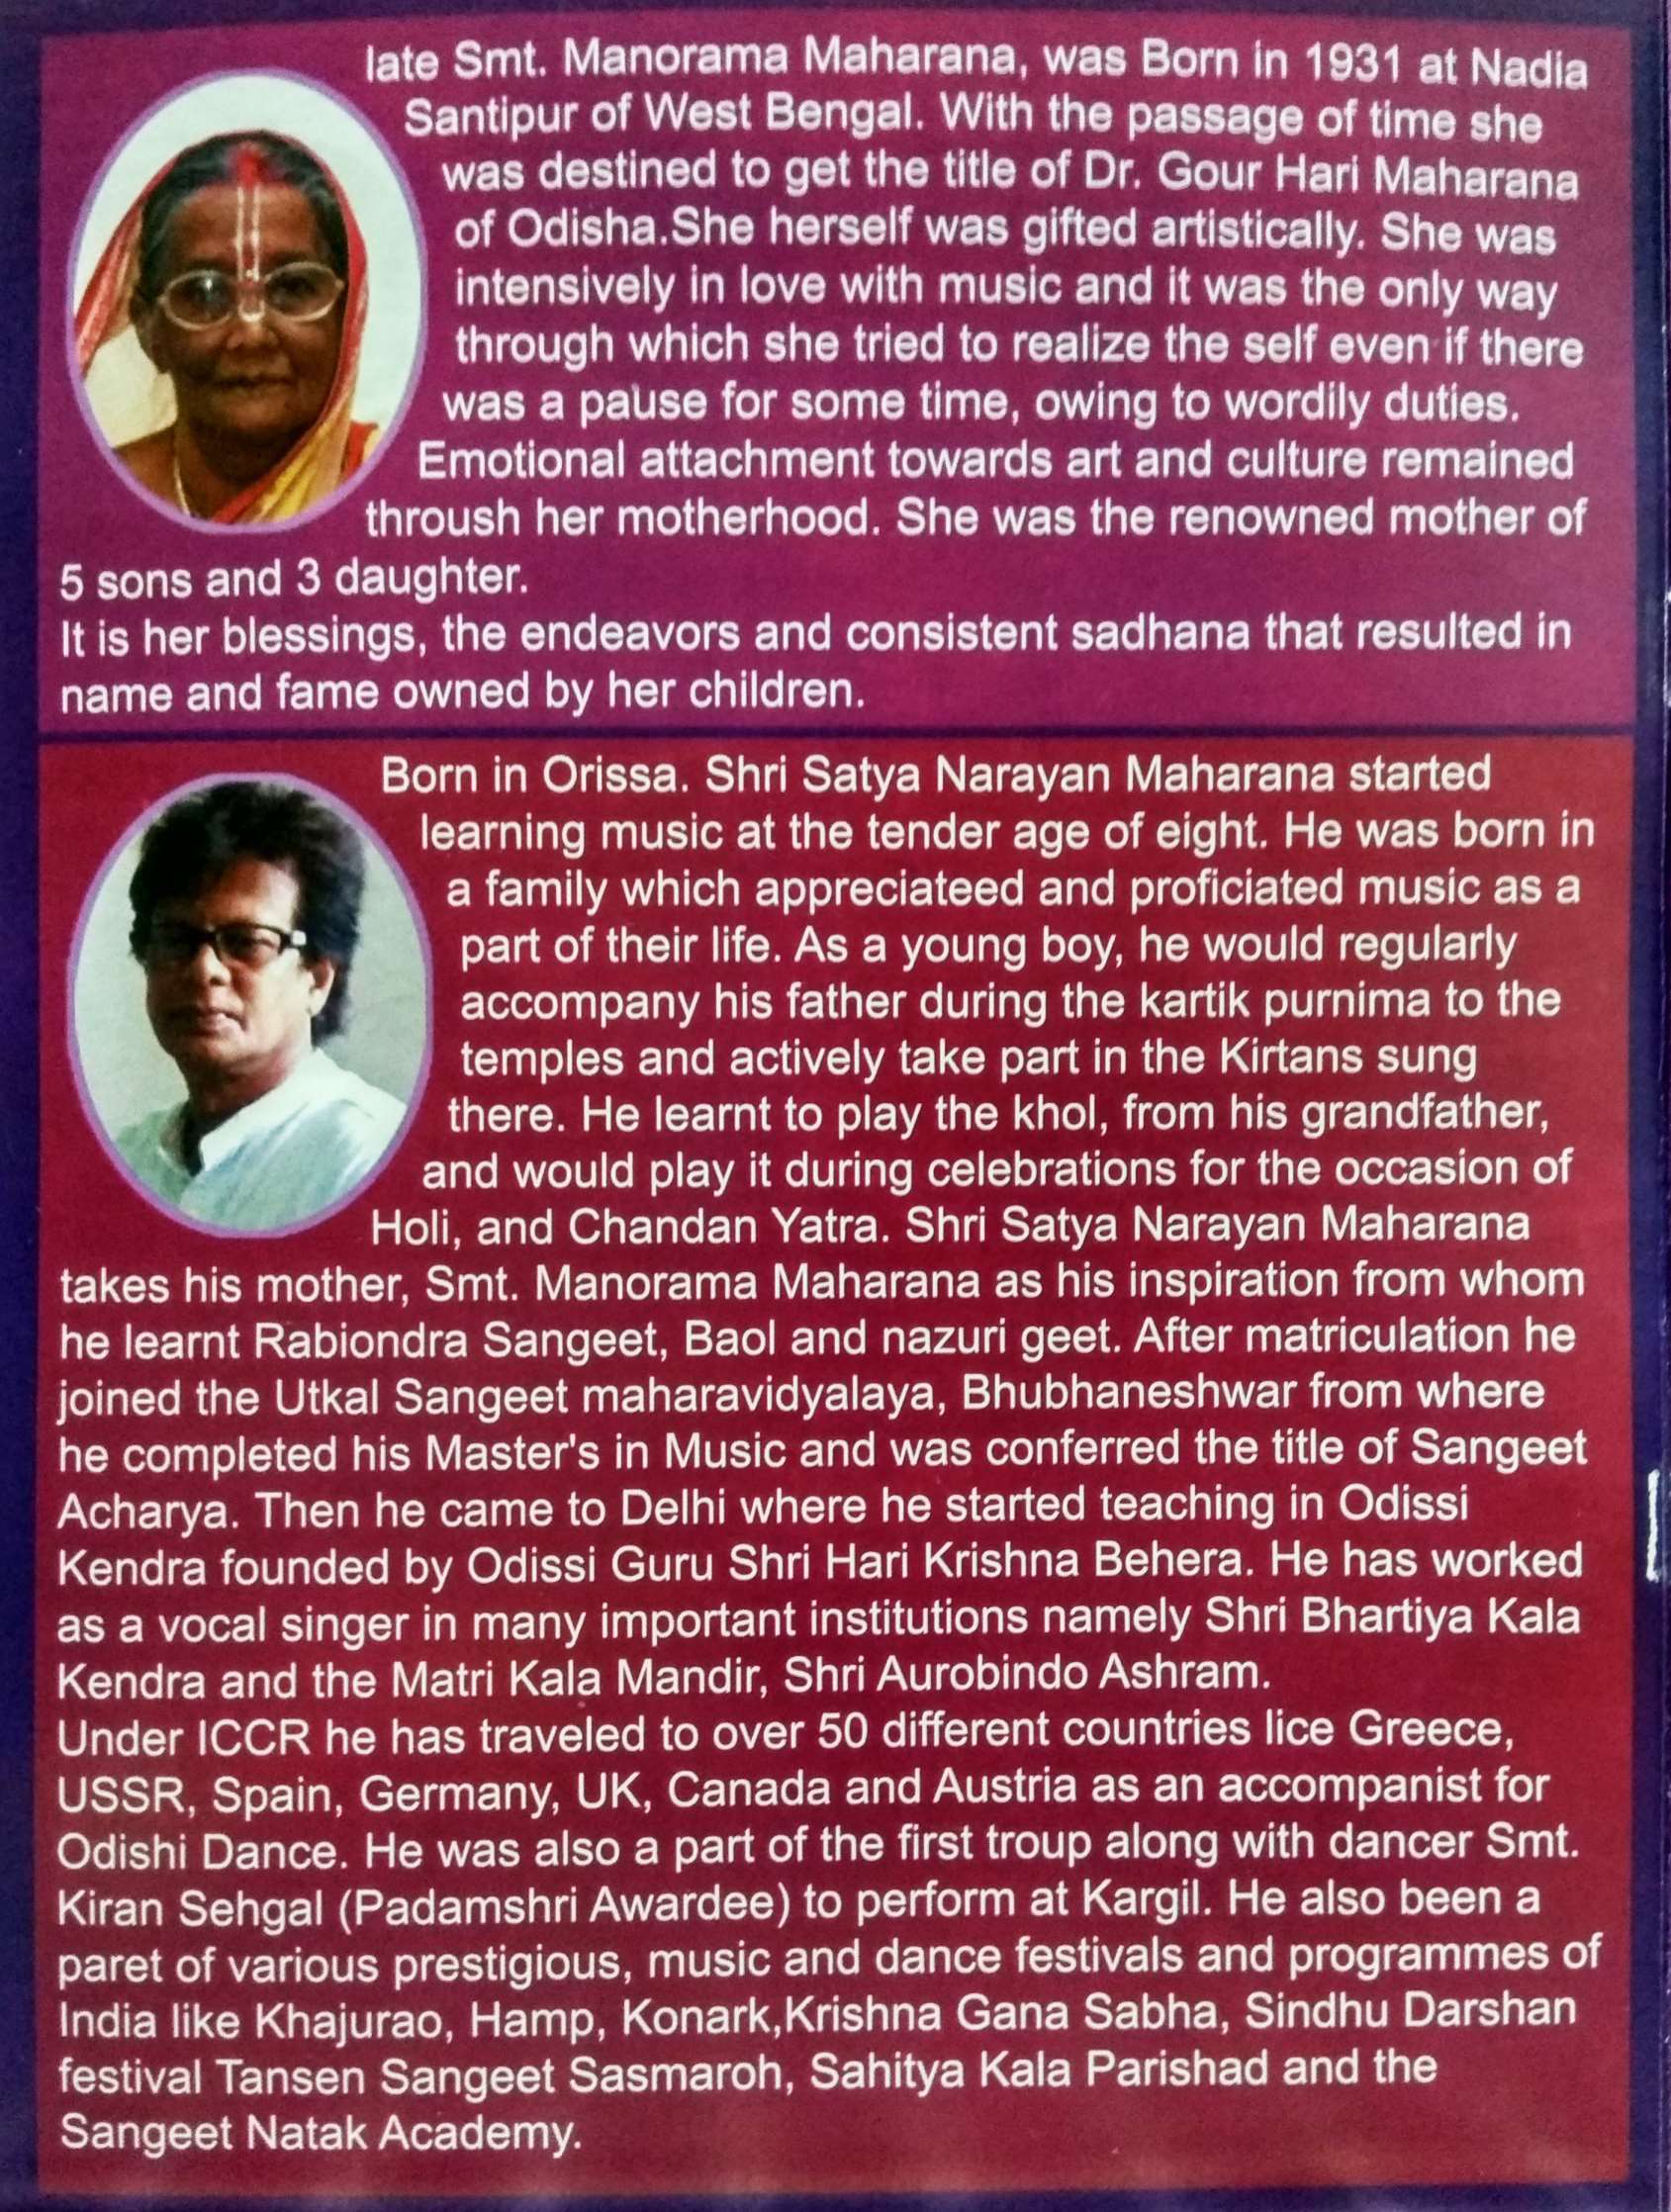 late Smt. Manorama Maharana, was Born in 1931 at Nadia
Santipur of West Bengal. With the passage of time she
was destined to get the title of Dr. Gour Hari Maharana
of Odisha.She herself was gifted artistically. She was
intensively in love with music and it was the only way
through which she tried to realize the self even if there
was a pause for some time, owing to wordily duties.
Emotional attachment towards art and culture remained
throush her motherhood. She was the renowned mother of
5 sons and 3 daughter.
It is her blessings, the endeavors and consistent sadhana that resulted in
name and fame owned by her children.
Born in Orissa. Shri Satya Narayan Maharana started
learning music at the tender age of eight. He was born in
a family which appreciateed and proficiated music as a
part of their life. As a young boy, he would regularly
accompany his father during the kartik purnima to the
temples and actively take part in the Kirtans sung
there. He learnt to play the khol, from his grandfather,
and would play it during celebrations for the occasion of
Holi, and Chandan Yatra. Shri Satya Narayan Maharana
takes his mother, Smt. Manorama Maharana as his inspiration from whom
he learnt Rabiondra Sangeet, Baol and nazuri geet. After matriculation he
joined the Utkal Sangeet maharavidyalaya, Bhubhaneshwar from where
he completed his Master's in Music and was conferred the title of Sangeet
Acharya. Then he came to Delhi where he started teaching in Odissi
Kendra founded by Odissi Guru Shri Hari Krishna Behera. He has worked
as a vocal singer in many important institutions namely Shri Bhartiya Kala
Kendra and the Matri Kala Mandir, Shri Aurobindo Ashram.
Under ICCR he has traveled to over 50 different countries lice Greece,
USSR, Spain, Germany, UK, Canada and Austria as an accompanist for
Odishi Dance. He was also a part of the first troup along with dancer Smt.
Kiran Sehgal (Padamshri Awardee) to perform at Kargil. He also been a
paret of various prestigious, music and dance festivals and programmes of
India like Khajurao, Hamp, Konark,Krishna Gana Sabha, Sindhu Darshan
festival Tansen Sangeet Sasmaroh, Sahitya Kala Parishad and the
Sangeet Natak Academy.